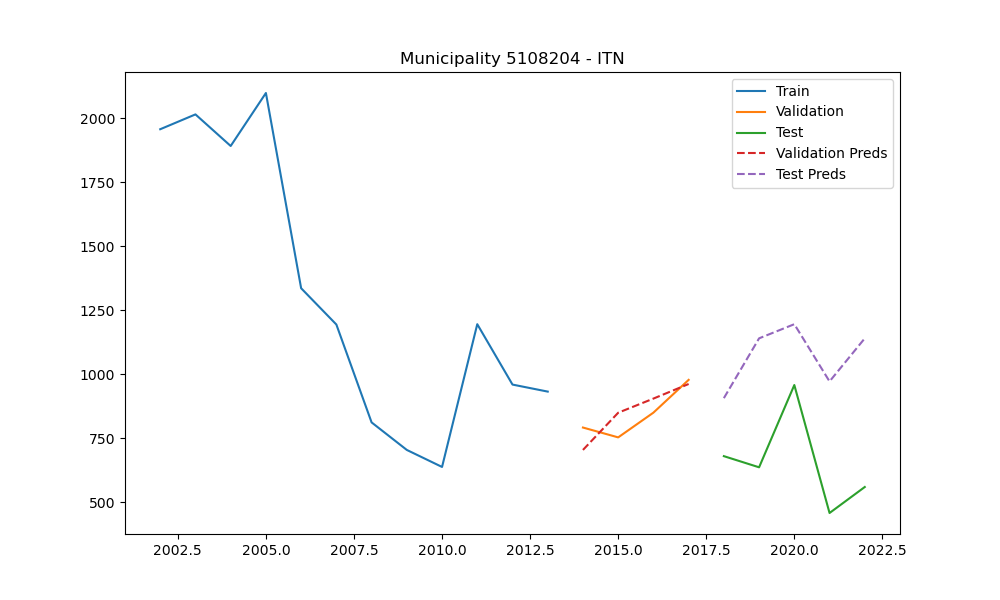 Municipality 5108204 - ITN
Train
Validation
Test
Validation Preds
Test Preds
2000
1750
1500
1250
1000
750
500
2002.5 2005.0 2007.5 2010.0 2012.5 2015.0 2017.5 2020.0 2022.5